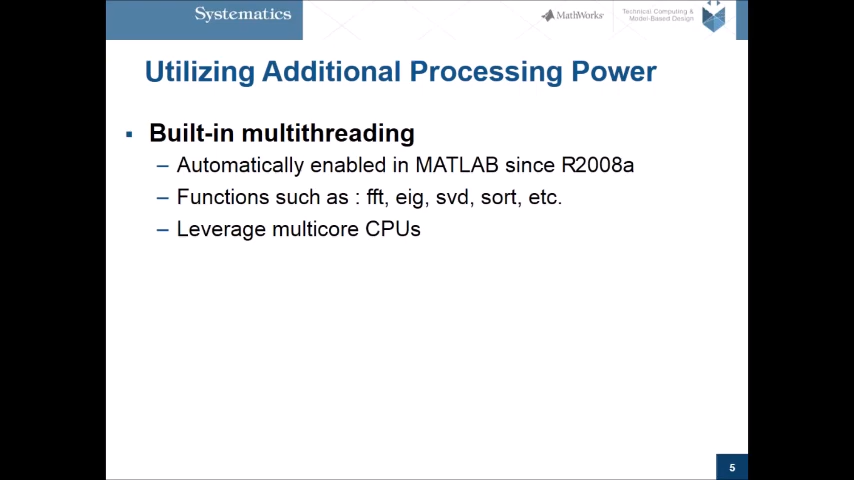 Systematics
MathWorks
Technical Computing &
Model-Based Design
Utilizing Additional Processing Power
▪ Built-in multithreading
– Automatically enabled in MATLAB since R2008a
– Functions such as : fft, eig, svd, sort, etc.
– Leverage multicore CPUs
5